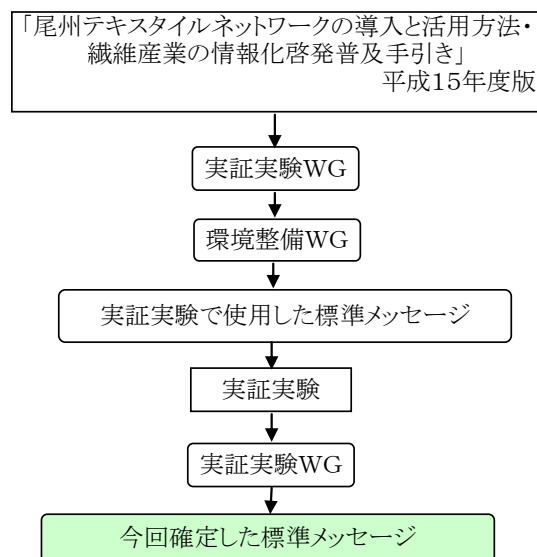 「尾州テキスタイルネットワークの導入と活用方法・
繊維産業の情報化啓発普及手引き」
平成15年度版
実証実験WG
環境整備WG
実証実験で使用した標準メッセージ
実証実験
実証実験WG
今回確定した標準メッセージ